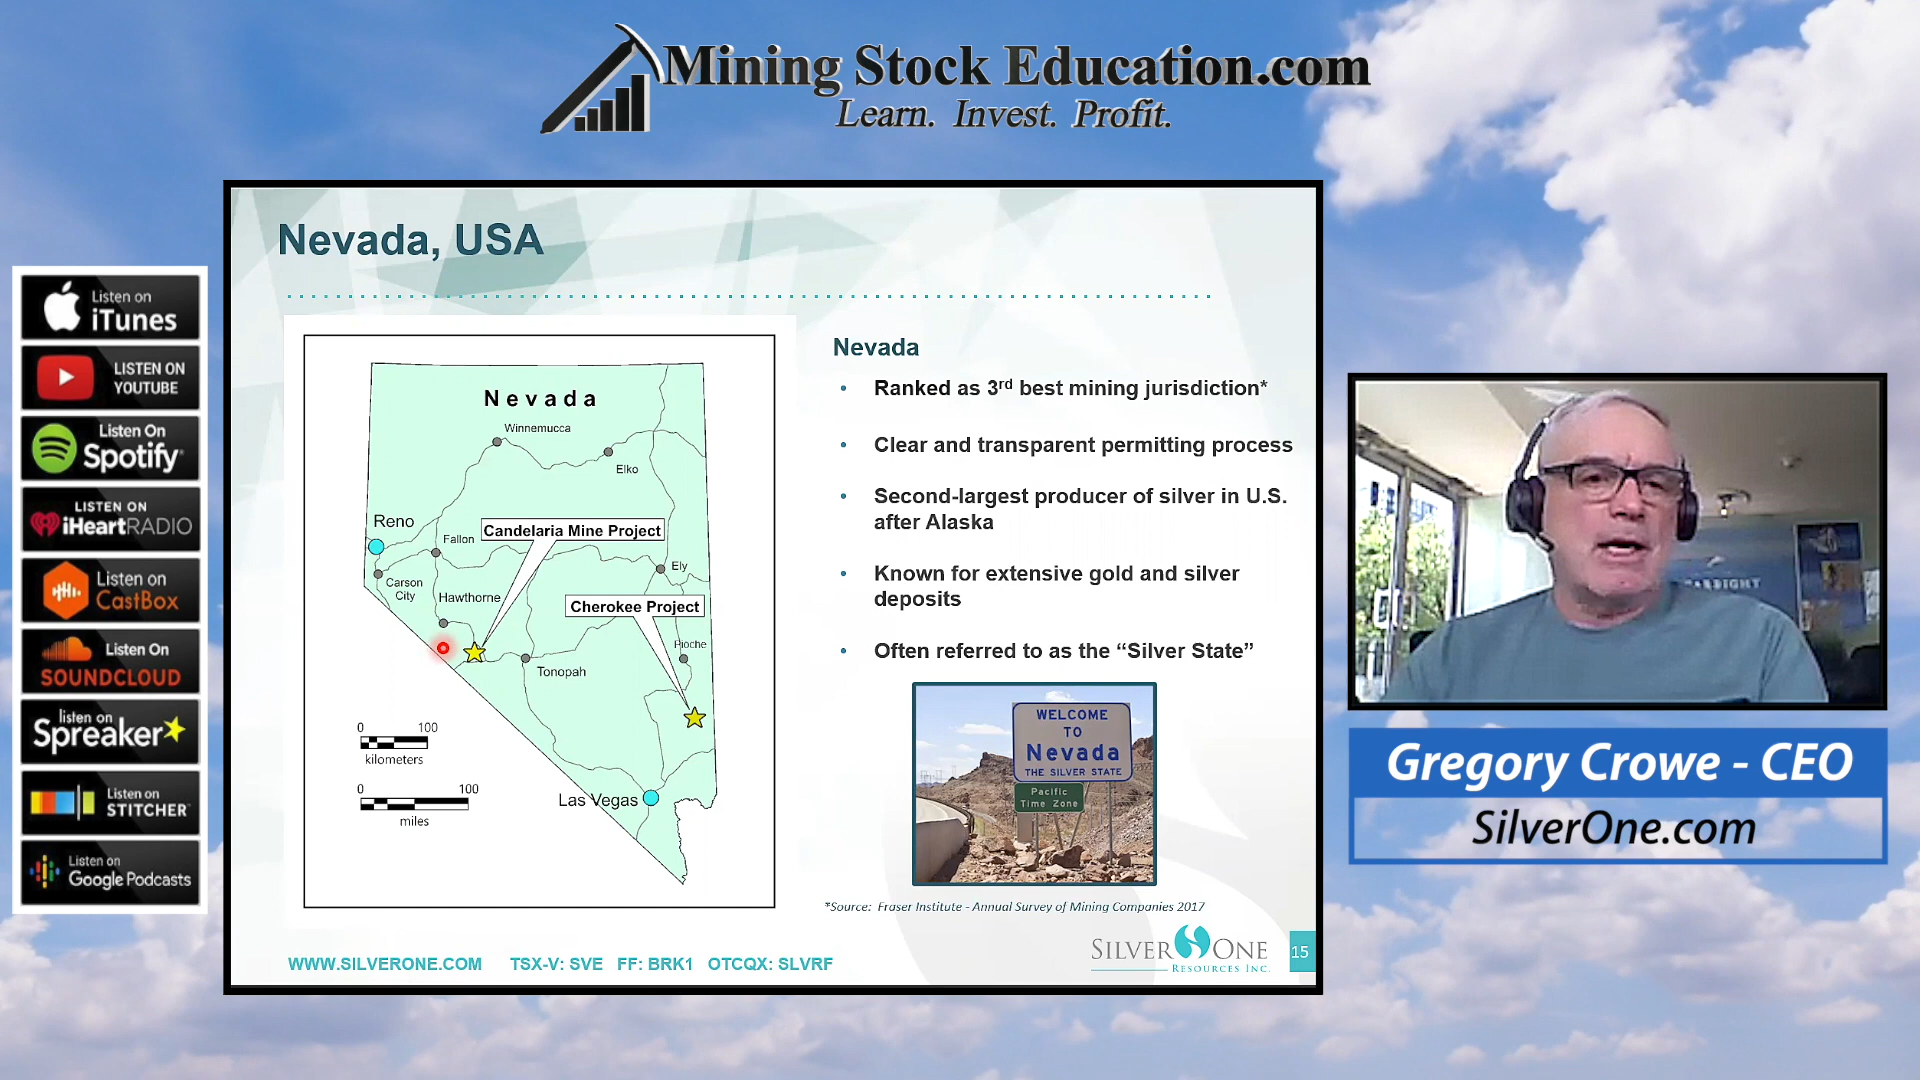 Mining Stock Education.com
Learn. Invest. Profit.
Listen on
iTunes
LISTEN ON
YOUTUBE
Listen On
Spotify
LISTEN ON
iHeartRADIO
Listen on
CastBox
Listen On
SOUNDCLOUD
listen on
Spreaker
Listen on
STITCHER
Listen on
Google Podcasts
Nevada, USA
Nevada
Winnemucca
Elko
Reno
Fallon
Candelaria Mine Project
Ely
Carson
City
Hawthorne
Cherokee Project
Pioche
Tonopah
0 100
kilometers
0 100
miles
Las Vegas
Nevada
• Ranked as 3rd best mining jurisdiction*
• Clear and transparent permitting process
• Second-largest producer of silver in U.S.
after Alaska
• Known for extensive gold and silver
deposits
• Often referred to as the “Silver State”
WELCOME
TO
Nevada
THE SILVER STATE
Pacific
Time Zone
*Source: Fraser Institute - Annual Survey of Mining Companies 2017
WWW.SILVERONE.COM TSX-V: SVE FF: BRK1 OTCQX: SLVRF
SILVER ONE
RESOURCES INC.
15
Gregory Crowe - CEO
SilverOne.com